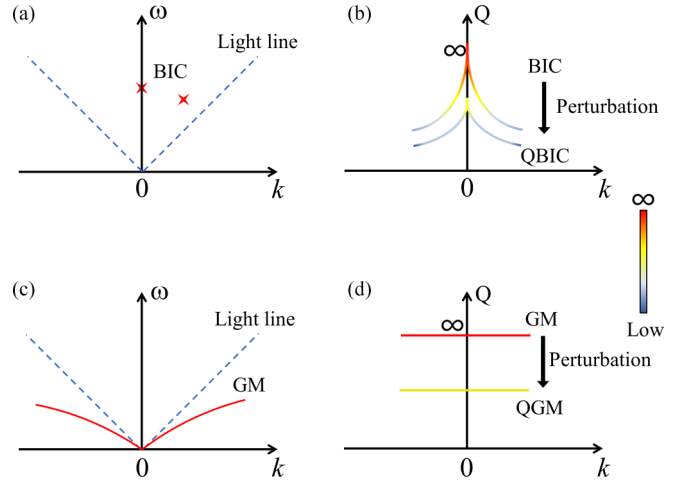 (a)
ω
Light line
BIC
0
k
(b)
Q
∞
BIC
Perturbation
QBIC
0
k
∞
Low
(c)
ω
Light line
GM
0
k
(d)
Q
∞
GM
Perturbation
QGM
0
k